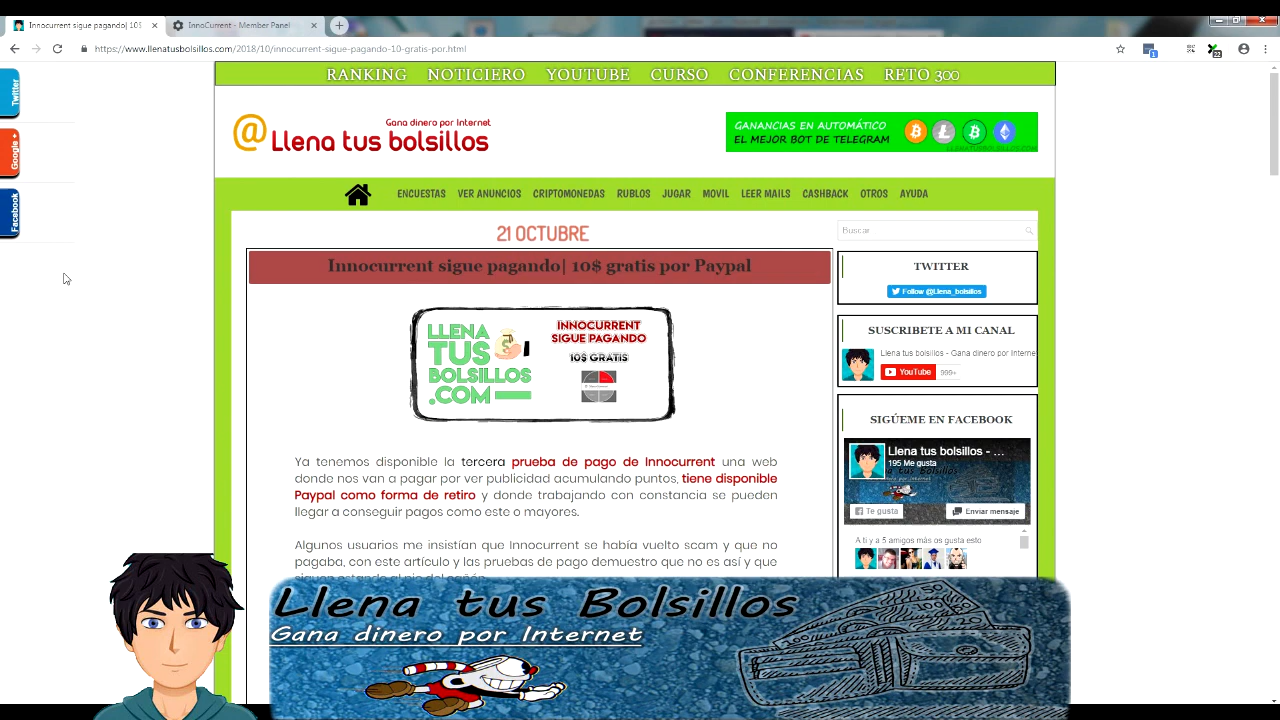 Innocurrent sigue pagando| 10$
InnoCurrent - Member Panel
https://www.llenatusbolsillos.com/2018/10/innocurrent-sigue-pagando-10-gratis-por.html
1
22
Twitter
Google +
Facebook
RANKING NOTICIERO YOUTUBE CURSO CONFERENCIAS RETO 300
Gana dinero por Internet
@Llena tus bolsillos
GANANCIAS EN AUTOMÁTICO
EL MEJOR BOT DE TELEGRAM
LLENATUSBOLSILLOS.COM
ENCUESTAS VER ANUNCIOS CRIPTOMONEDAS RUBLOS JUGAR MOVIL LEER MAILS CASHBACK OTROS AYUDA
21 OCTUBRE
Innocurrent sigue pagando| 10$ gratis por Paypal
LLENA
TUS
BOLSILLOS
.COM
INNOCURRENT
SIGUE PAGANDO
10$ GRATIS
Ya tenemos disponible la tercera prueba de pago de Innocurrent una web
donde nos van a pagar por ver publicidad acumulando puntos, tiene disponible
Paypal como forma de retiro y donde trabajando con constancia se pueden
llegar a conseguir pagos como este o mayores.
Algunos usuarios me insistían que Innocurrent se había vuelto scam y que no
pagaba, con este artículo y las pruebas de pago demuestro que no es así y que
Buscar
TWITTER
Follow @Llena_bolsillos
SUSCRIBETE A MI CANAL
Llena tus bolsillos - Gana dinero por Interne
YouTube 999+
SIGÚEME EN FACEBOOK
Llena tus bolsillos - ...
195 Me gusta
Te gusta
Enviar mensaje
A ti y a 5 amigos más os gusta esto
Llena tus Bolsillos
Gana dinero por Internet